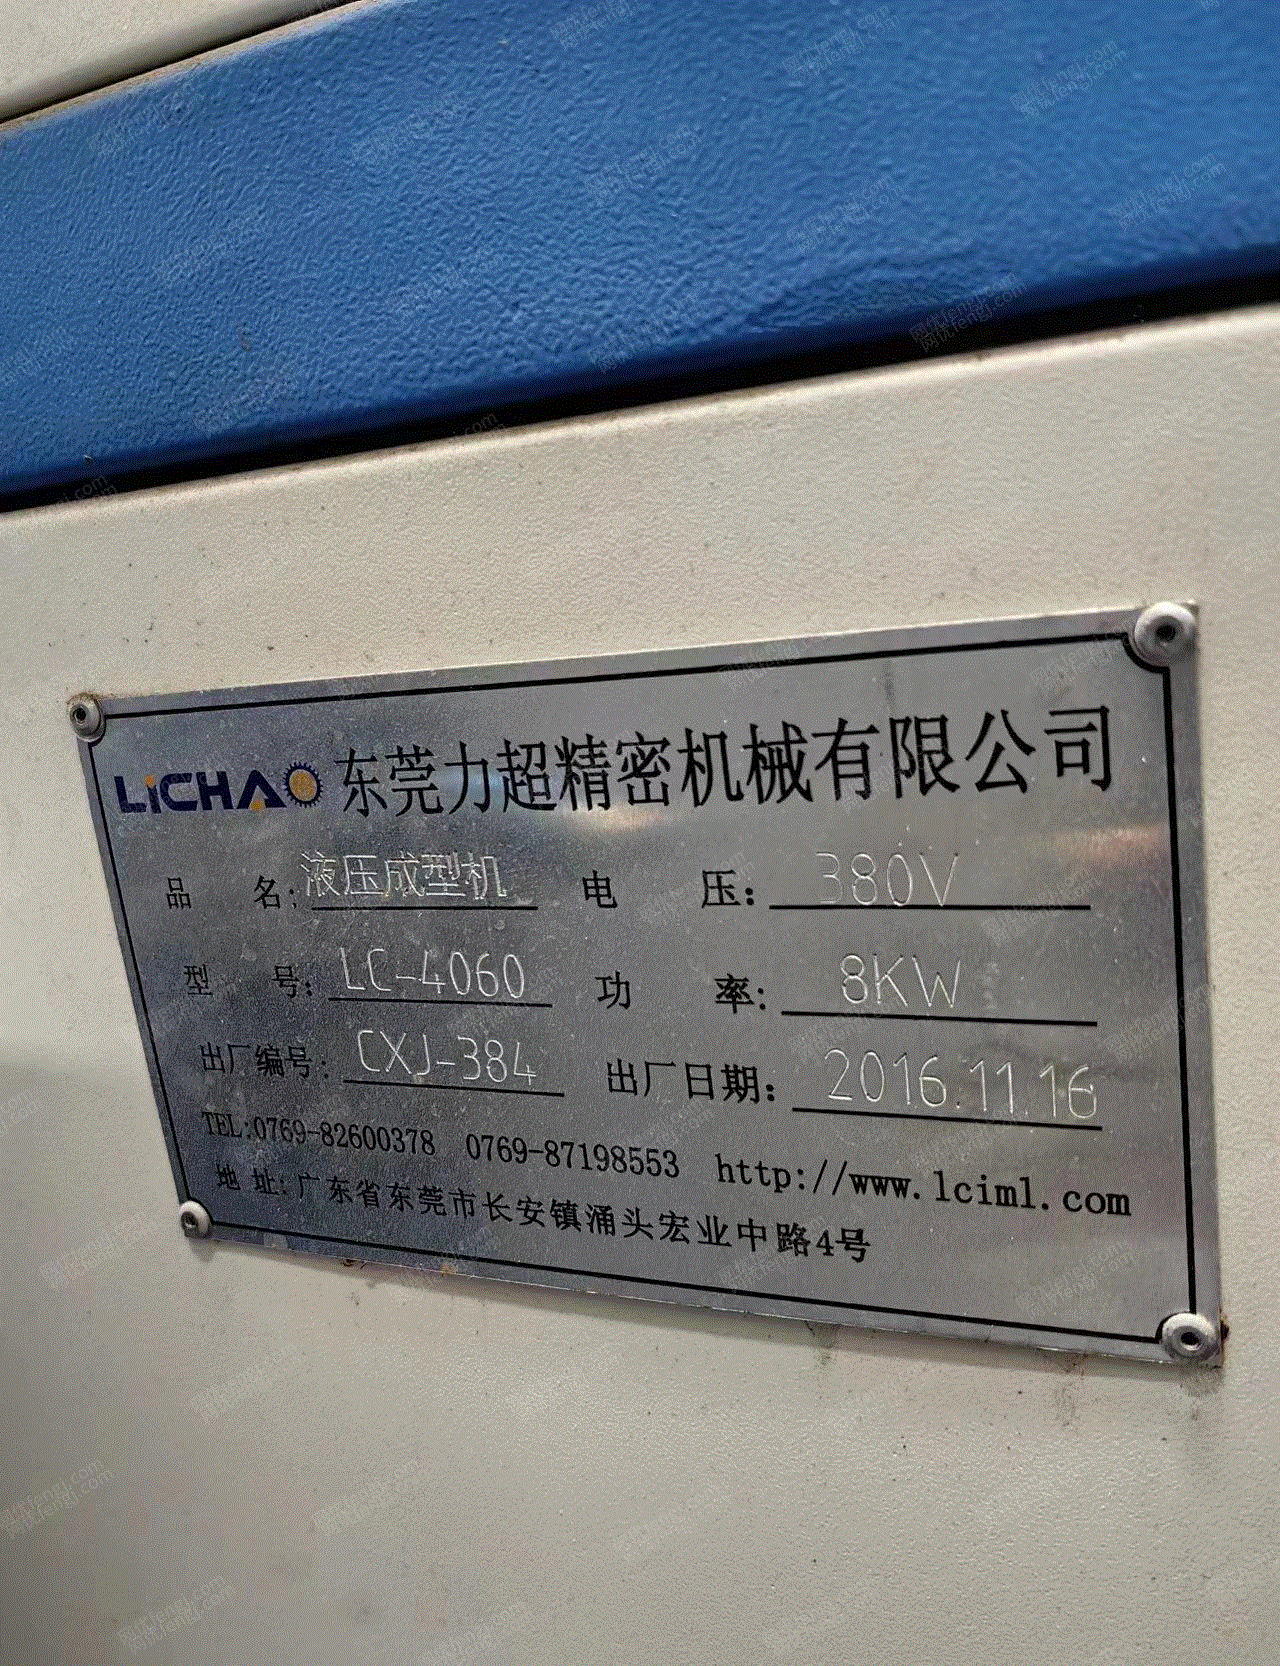 LiCHAO 东莞力超精密机械有限公司
品 名: 液压成型机 电 压: 380V
型 号: LC-4060 功 率: 8KW
出厂编号: CXJ-384 出厂日期: 2016.11.16
TEL:0769-82600378 0769-87198553 http://www.lciml.com
地 址: 广东省东莞市长安镇涌头宏业中路4号